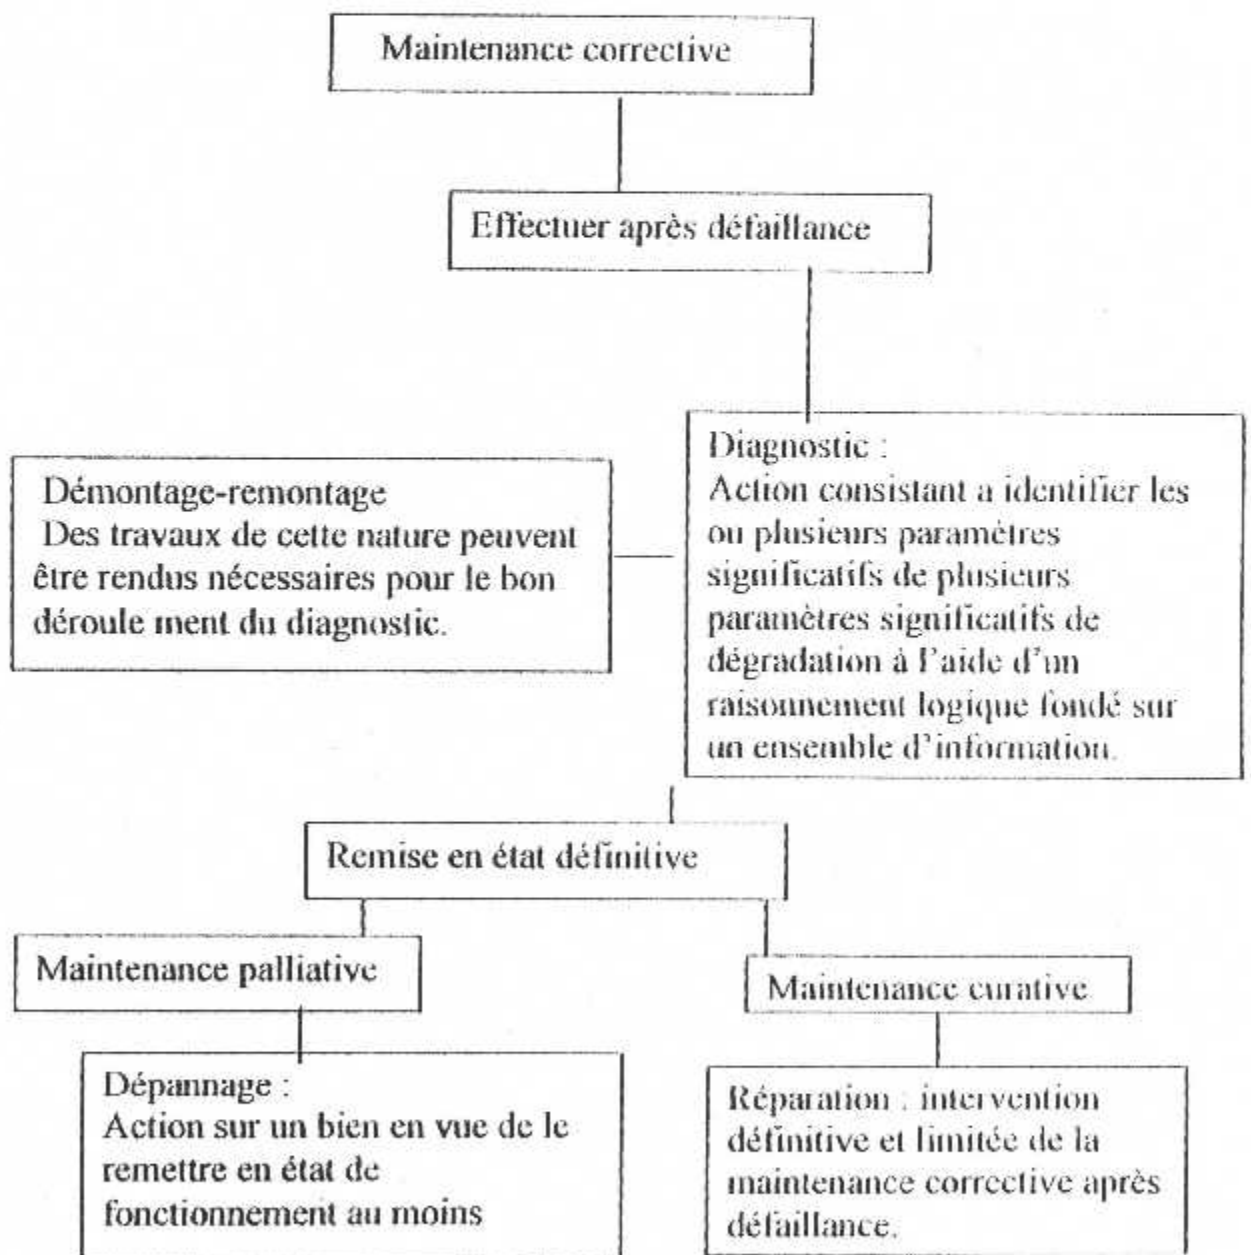 Maintenance corrective
Effectuer après défaillance
Diagnostic :
Action consistant a identifier les
ou plusieurs paramètres
significatifs de plusieurs
paramètres significatifs de
dégradation à l'aide d'un
raisonnement logique fondé sur
un ensemble d'information.
Démontage-remontage
Des travaux de cette nature peuvent
être rendus nécessaires pour le bon
déroule ment du diagnostic.
Remise en état définitive
Maintenance palliative
Maintenance curative
Dépannage :
Action sur un bien en vue de le
remettre en état de
fonctionnement au moins
Réparation : intervention
définitive et limitée de la
maintenance corrective après
défaillance.